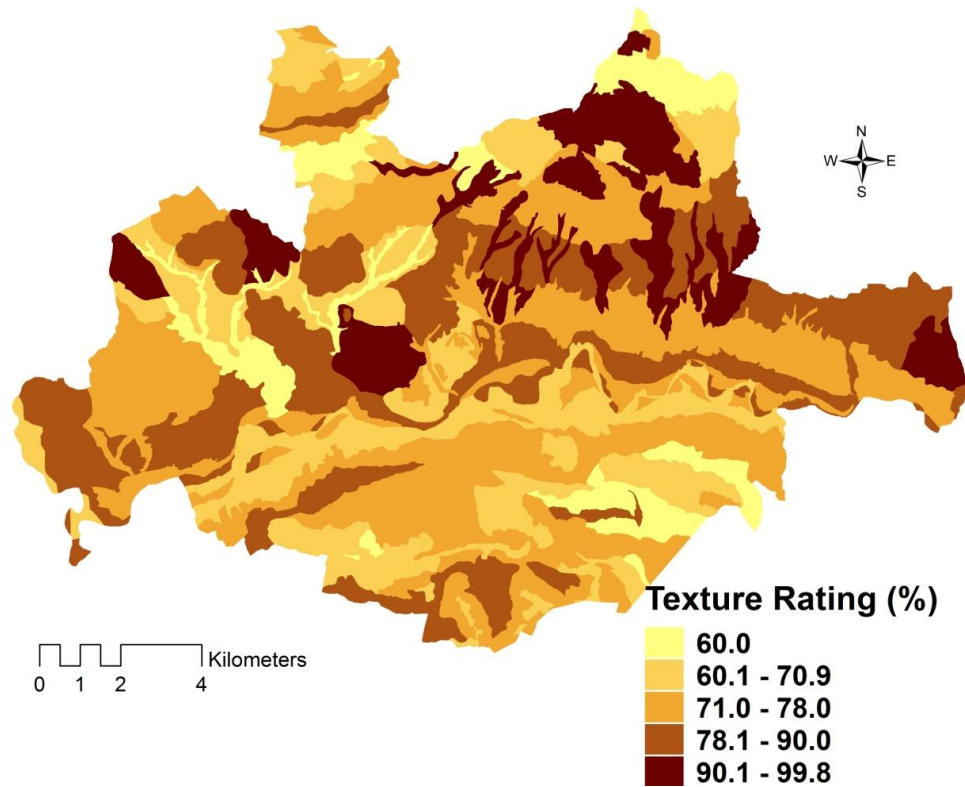 N
W E
S
Texture Rating (%)
60.0
60.1 - 70.9
71.0 - 78.0
78.1 - 90.0
90.1 - 99.8
Kilometers
0 1 2 4